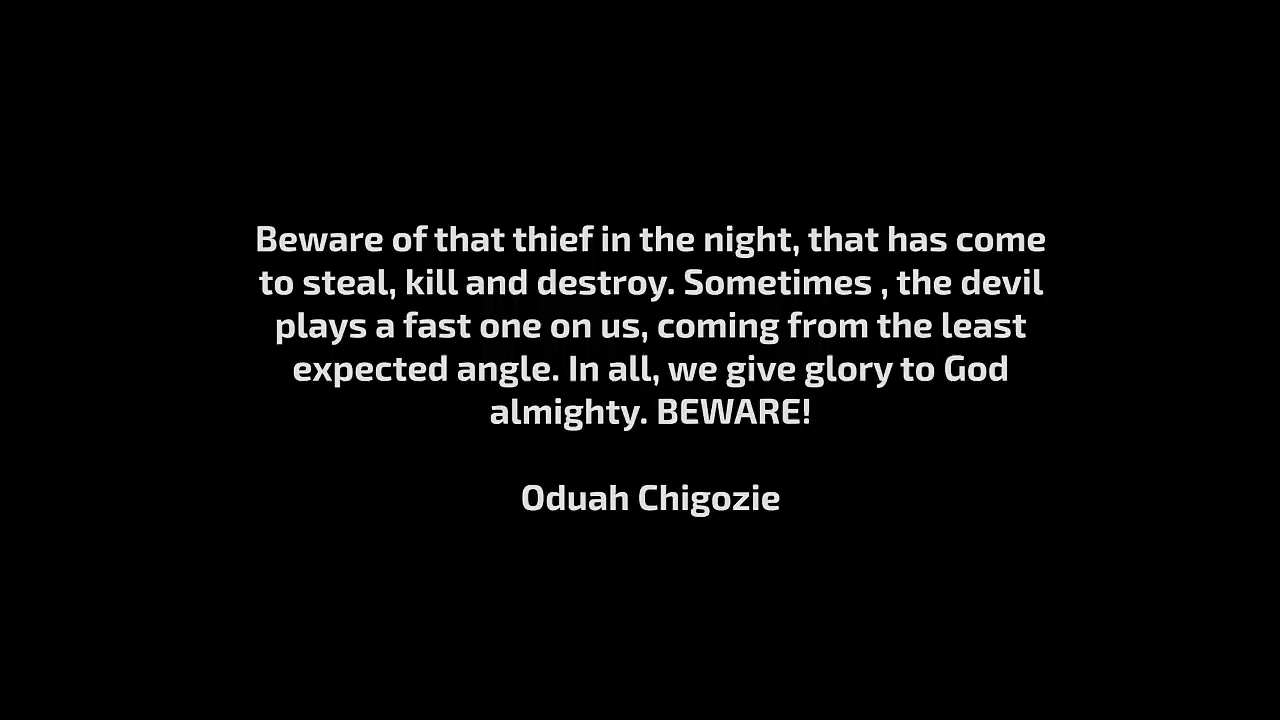 Beware of that thief in the night, that has come
to steal, kill and destroy. Sometimes , the devil
plays a fast one on us, coming from the least
expected angle. In all, we give glory to God
almighty. BEWARE!
Oduah Chigozie